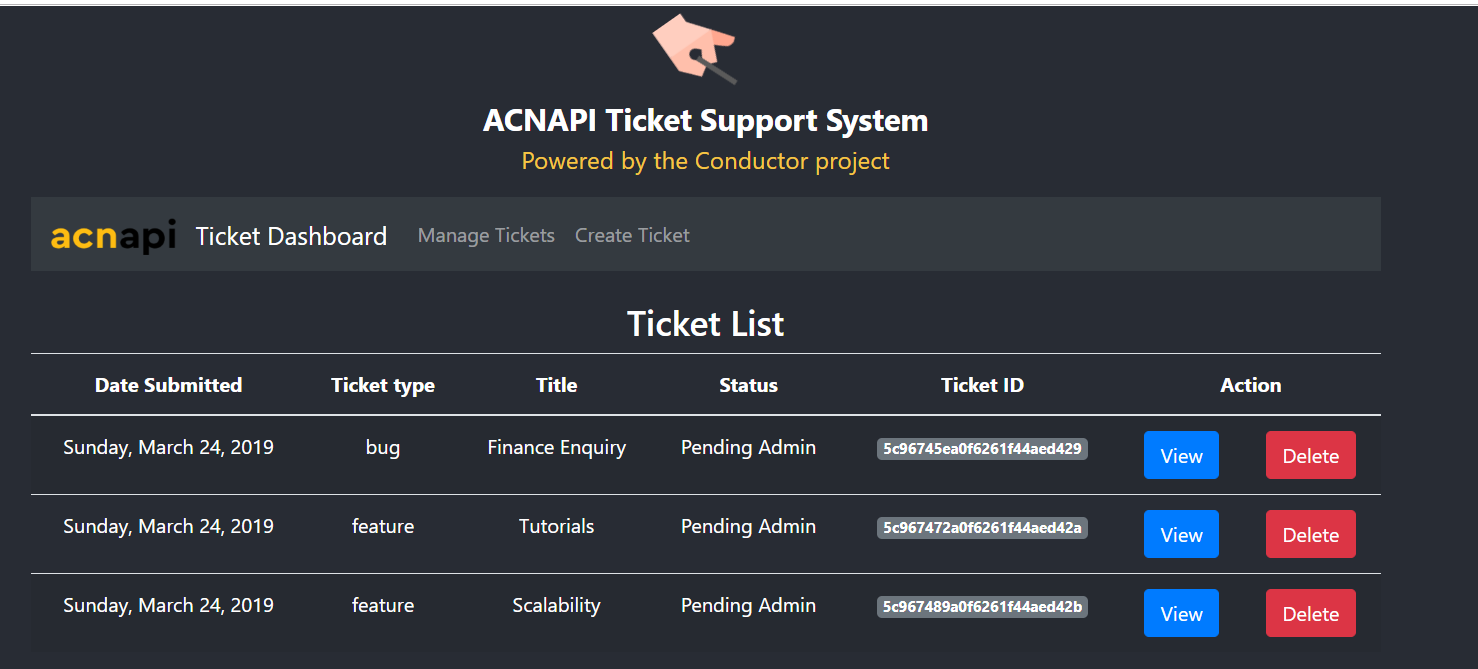 ACNAPI Ticket Support System
Powered by the Conductor project
acnapi Ticket Dashboard Manage Tickets Create Ticket
Ticket List
Date Submitted Ticket type Title Status Ticket ID Action
Sunday, March 24, 2019 bug Finance Enquiry Pending Admin 5c96745ea0f6261f44aed429 View Delete
Sunday, March 24, 2019 feature Tutorials Pending Admin 5c967472a0f6261f44aed42a View Delete
Sunday, March 24, 2019 feature Scalability Pending Admin 5c967489a0f6261f44aed42b View Delete